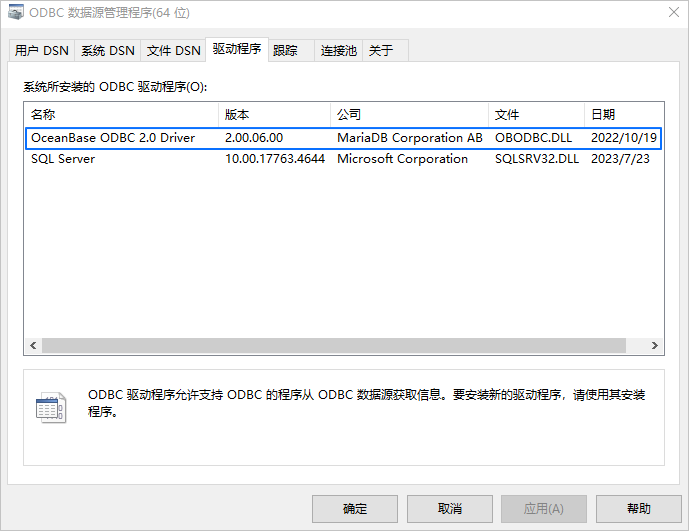 ODBC 数据源管理程序(64 位)
用户 DSN 系统 DSN 文件 DSN 驱动程序 跟踪 连接池 关于
系统所安装的 ODBC 驱动程序(O):
名称 版本 公司 文件 日期
OceanBase ODBC 2.0 Driver 2.00.06.00 MariaDB Corporation AB OBODBC.DLL 2022/10/19
SQL Server 10.00.17763.4644 Microsoft Corporation SQLSRV32.DLL 2023/7/23
ODBC 驱动程序允许支持 ODBC 的程序从 ODBC 数据源获取信息。要安装新的驱动程序，请使用其安装
程序。
确定 取消 应用(A) 帮助